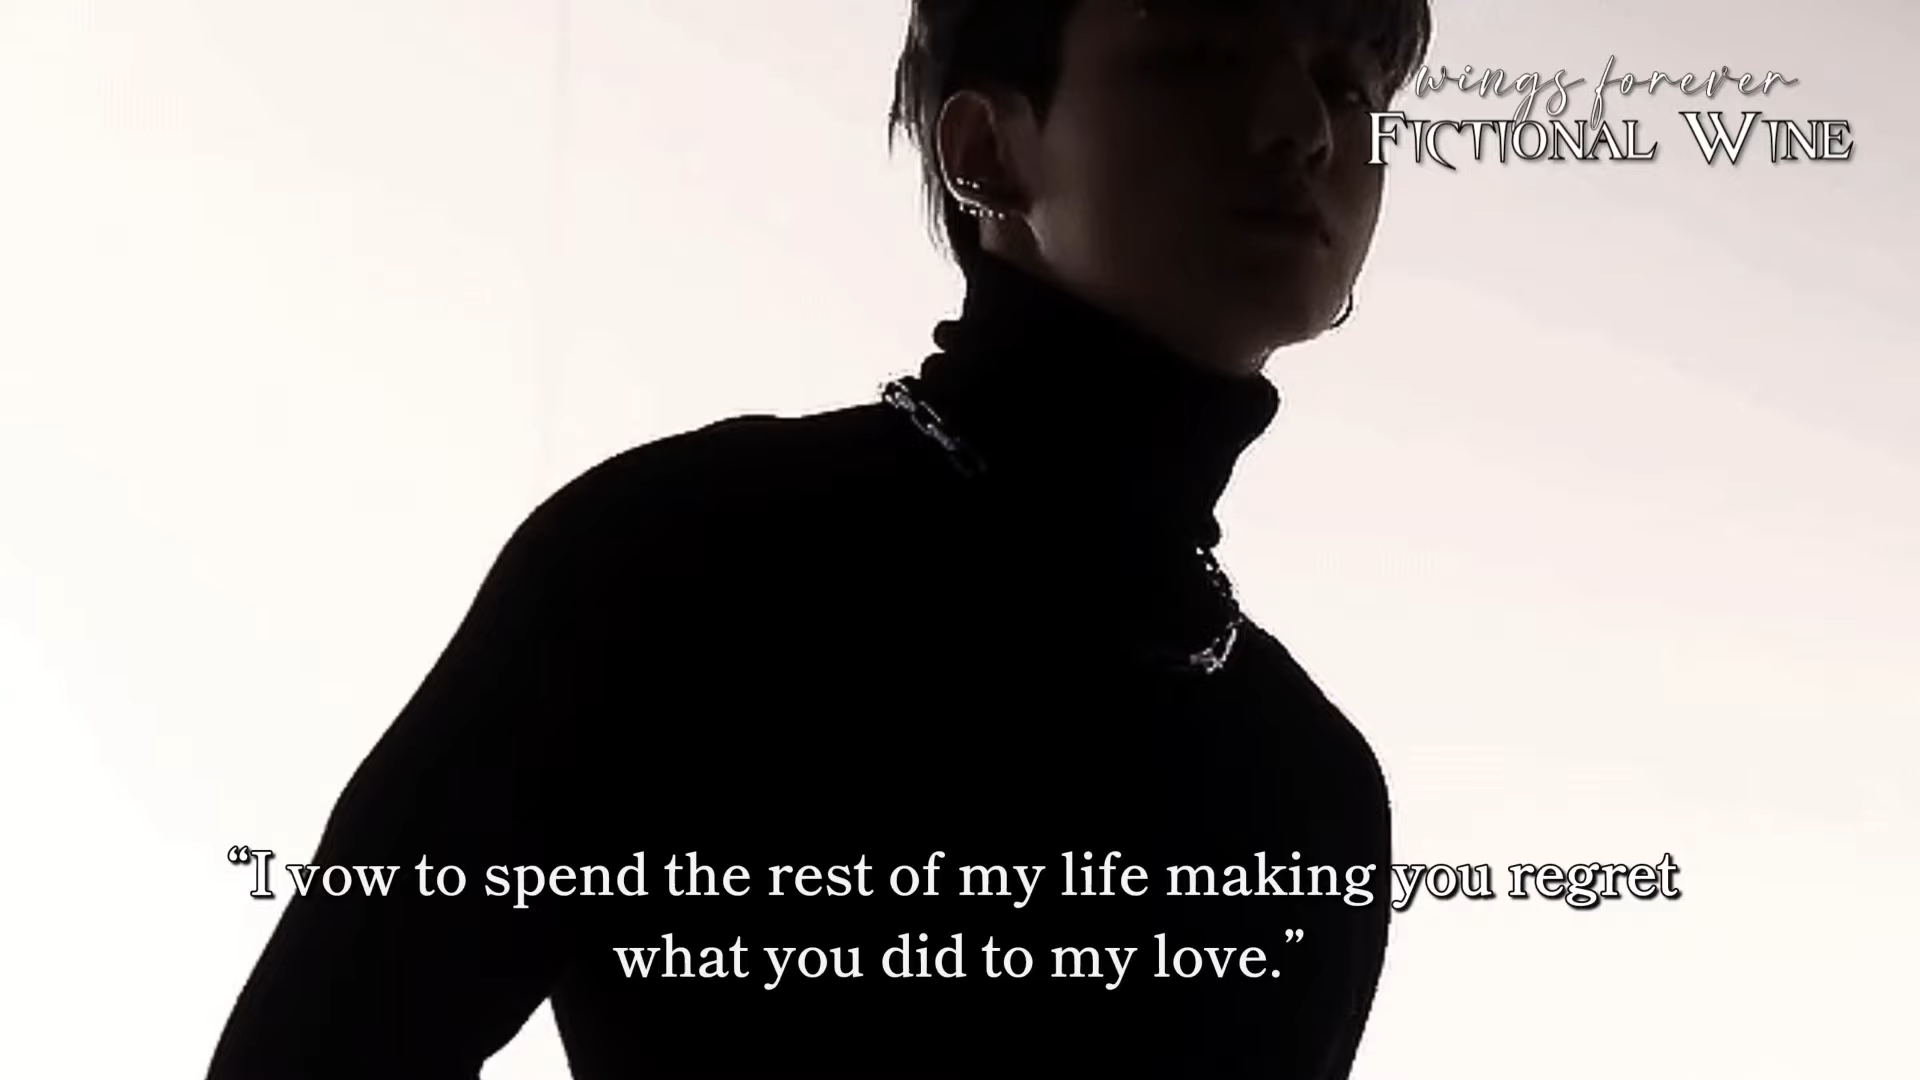 wings forever
FICTIONAL WINE
“I vow to spend the rest of my life making you regret
what you did to my love.”